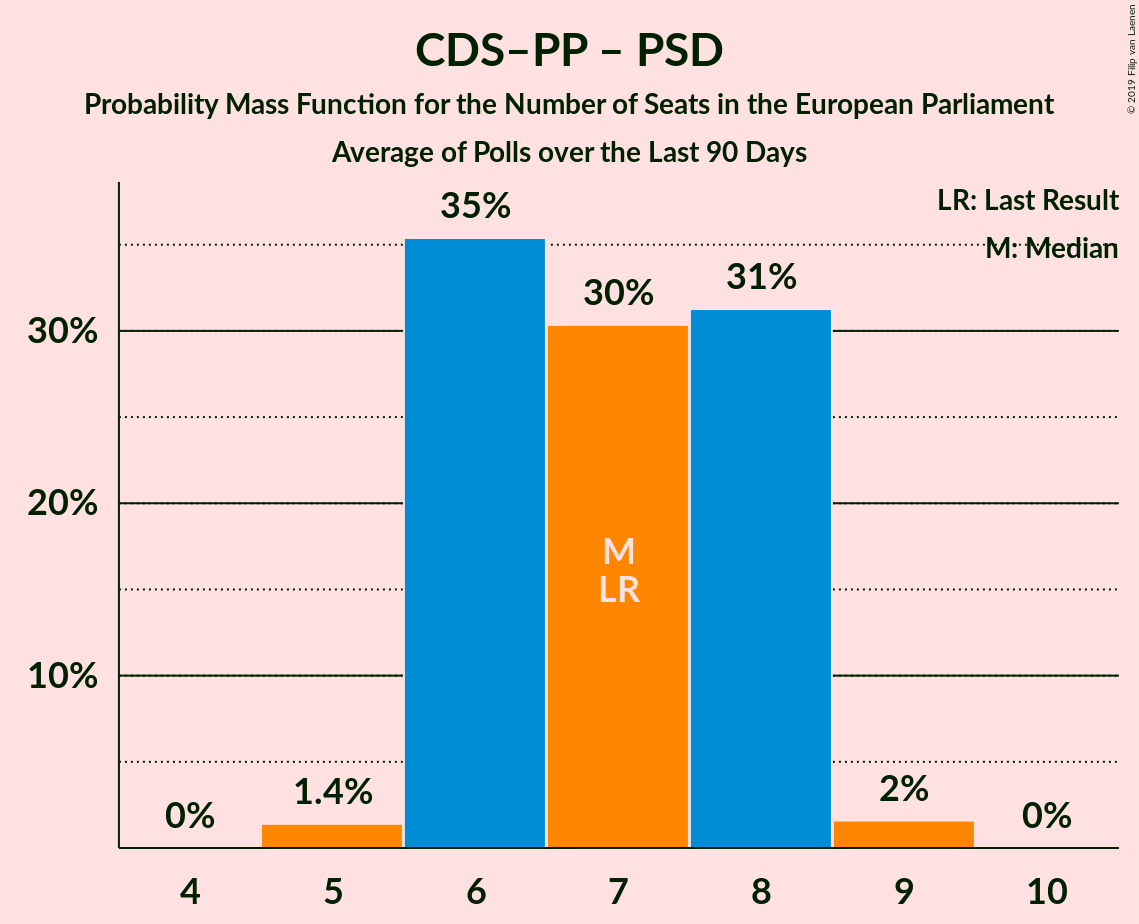 CDS–PP – PSD
Probability Mass Function for the Number of Seats in the European Parliament
Average of Polls over the Last 90 Days
© 2019 Filip van Laenen
LR: Last Result
M: Median
35%
30%
31%
30%
20%
10%
M
LR
0%
1.4%
2%
0%
4 5 6 7 8 9 10